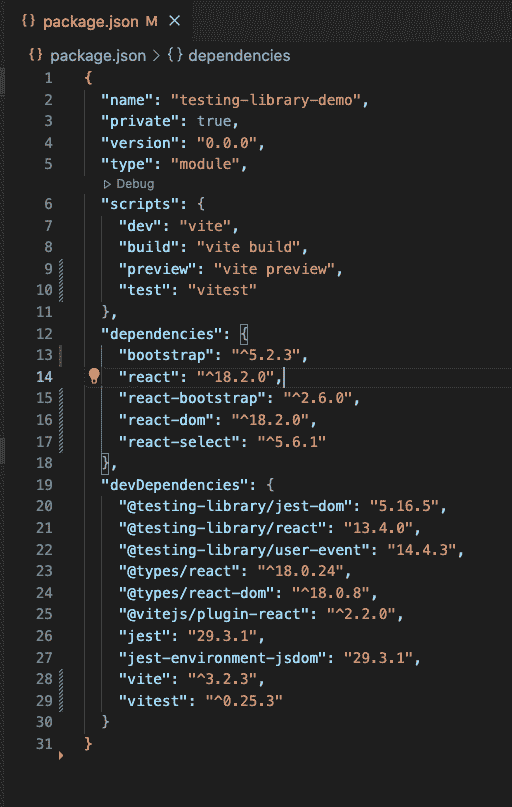 {} package.json M ×
{} package.json > {} dependencies
1 {
2 "name": "testing-library-demo",
3 "private": true,
4 "version": "0.0.0",
5 "type": "module",
▷ Debug
6 "scripts": {
7 "dev": "vite",
8 "build": "vite build",
9 "preview": "vite preview",
10 "test": "vitest"
11 },
12 "dependencies": {
13 "bootstrap": "^5.2.3",
14 "react": "^18.2.0",
15 "react-bootstrap": "^2.6.0",
16 "react-dom": "^18.2.0",
17 "react-select": "^5.6.1"
18 },
19 "devDependencies": {
20 "@testing-library/jest-dom": "5.16.5",
21 "@testing-library/react": "13.4.0",
22 "@testing-library/user-event": "14.4.3",
23 "@types/react": "^18.0.24",
24 "@types/react-dom": "^18.0.8",
25 "@vitejs/plugin-react": "^2.2.0",
26 "jest": "29.3.1",
27 "jest-environment-jsdom": "29.3.1",
28 "vite": "^3.2.3",
29 "vitest": "^0.25.3"
30 }
31 }